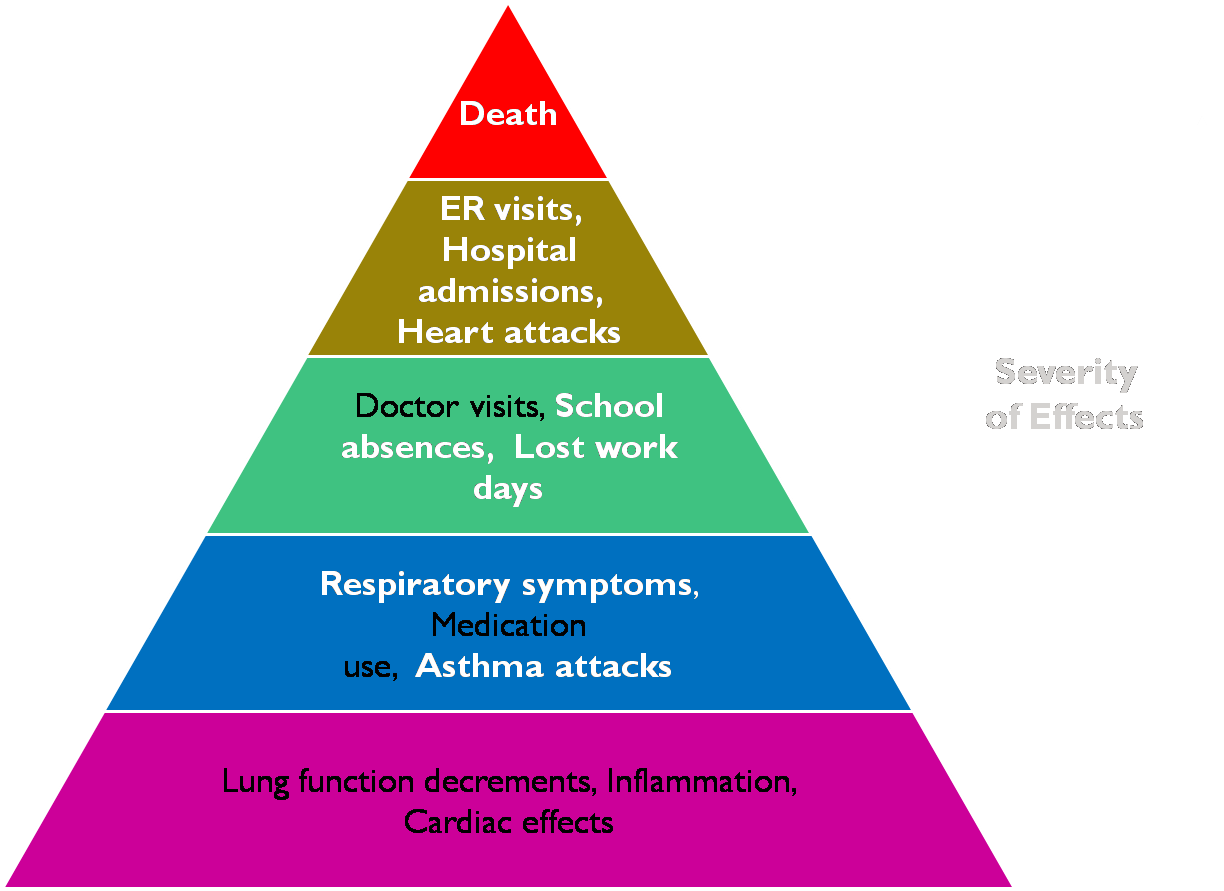 Death
ER visits,
Hospital
admissions,
Heart attacks
Doctor visits, School
absences, Lost work
days
Respiratory symptoms,
Medication
use, Asthma attacks
Lung function decrements, Inflammation,
Cardiac effects
Severity
of Effects